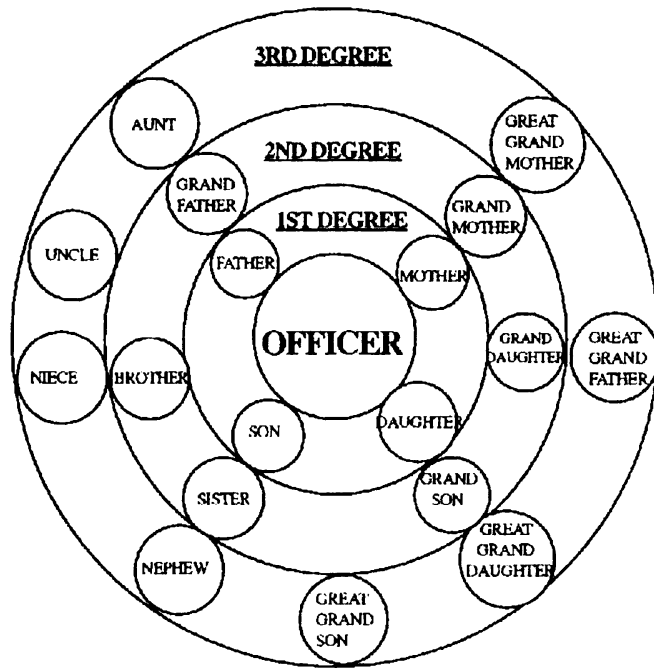 3RD DEGREE
AUNT
GREAT
GRAND
MOTHER
2ND DEGREE
GRAND
FATHER
GRAND
MOTHER
1ST DEGREE
UNCLE
FATHER
MOTHER
OFFICER
NIECE
BROTHER
GRAND
DAUGHTER
GREAT
GRAND
FATHER
SON
DAUGHTER
SISTER
GRAND
SON
NEPHEW
GREAT
GRAND
DAUGHTER
GREAT
GRAND
SON